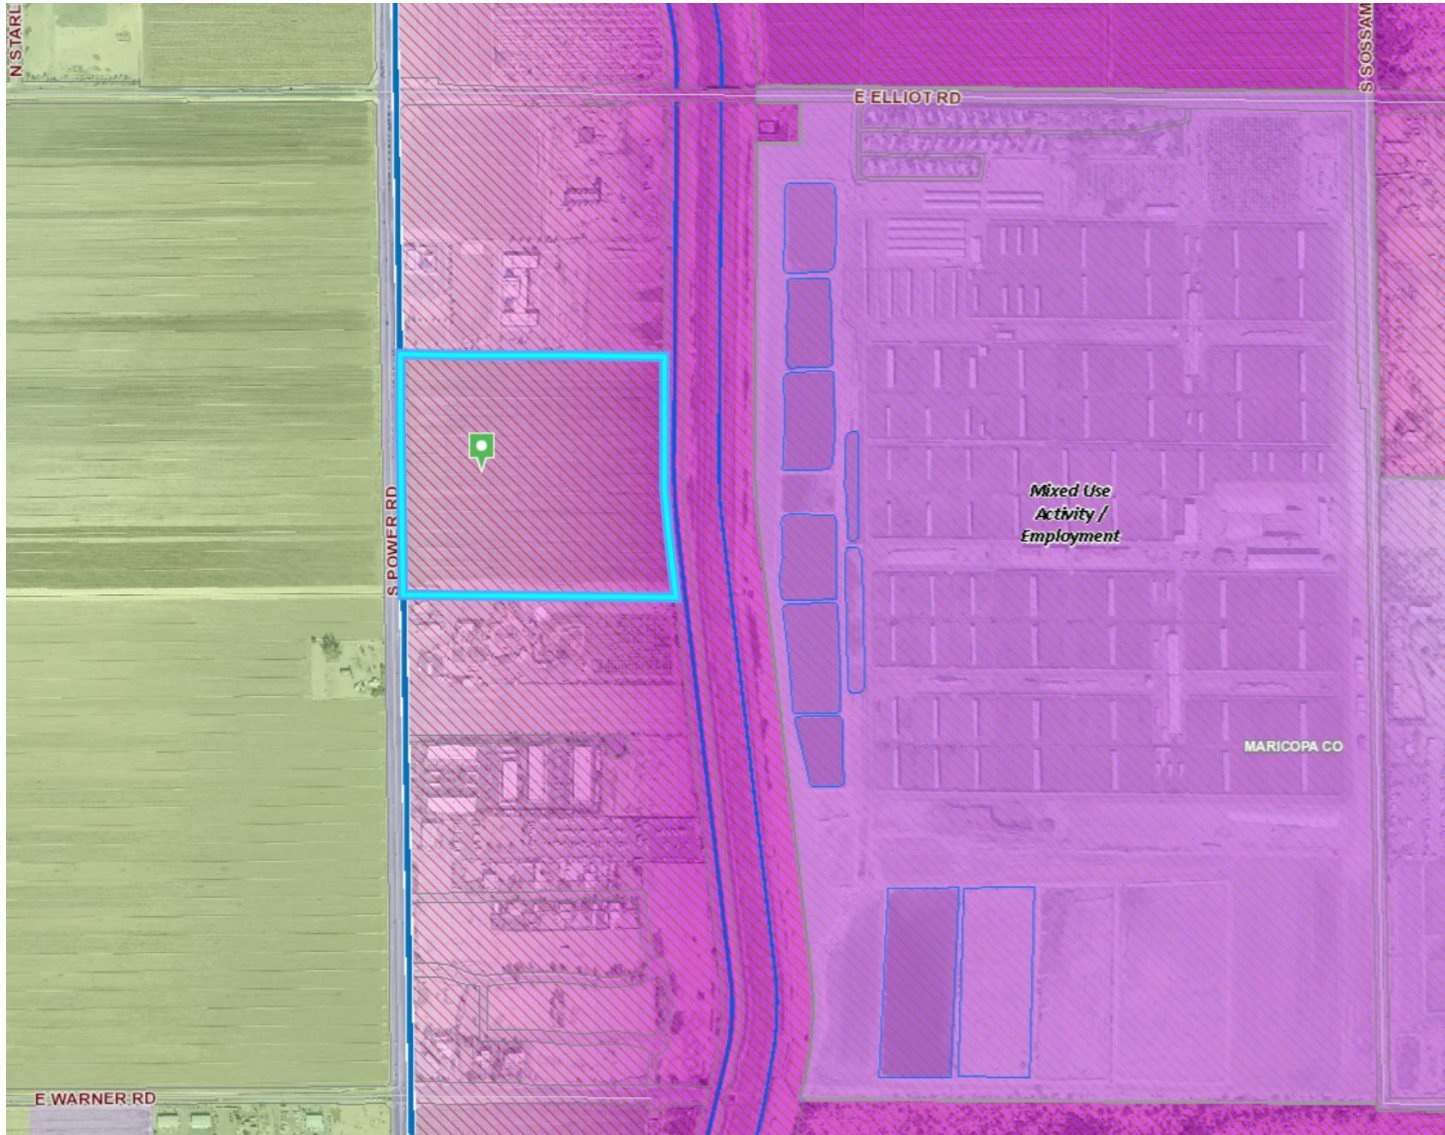 N STARL
S SOSSAM
E ELLIOT RD
S POWER RD
Mixed Use
Activity /
Employment
MARICOPA CO
E WARNER RD